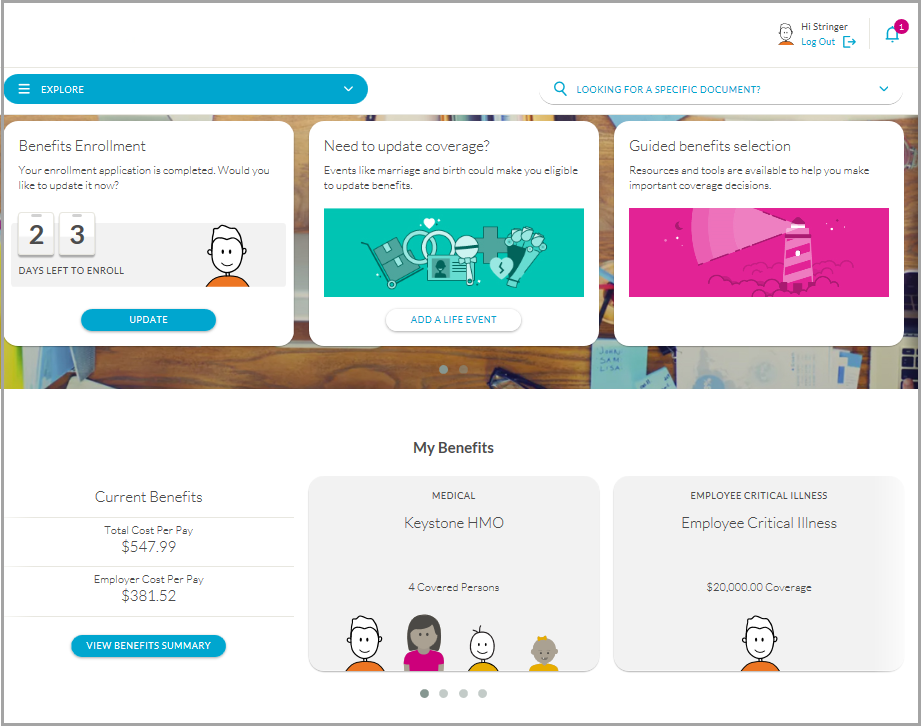 Hi Stringer
Log Out
1
EXPLORE
LOOKING FOR A SPECIFIC DOCUMENT?
Benefits Enrollment
Your enrollment application is completed. Would you
like to update it now?
2 3
DAYS LEFT TO ENROLL
UPDATE
Need to update coverage?
Events like marriage and birth could make you eligible
to update benefits.
ADD A LIFE EVENT
Guided benefits selection
Resources and tools are available to help you make
important coverage decisions.
JOHN
SAM
LISA
My Benefits
Current Benefits
Total Cost Per Pay
$547.99
Employer Cost Per Pay
$381.52
VIEW BENEFITS SUMMARY
MEDICAL
Keystone HMO
4 Covered Persons
EMPLOYEE CRITICAL ILLNESS
Employee Critical Illness
$20,000.00 Coverage